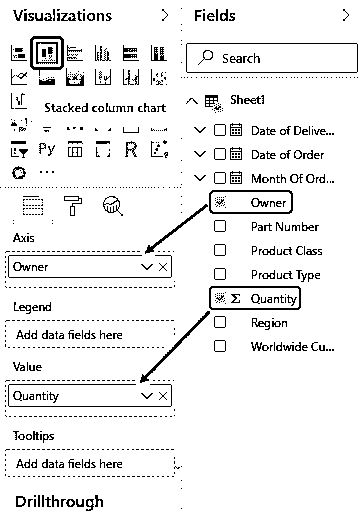 Visualizations
Stacked column chart
Py
R
Axis
Owner
Legend
Add data fields here
Value
Quantity
Tooltips
Add data fields here
Drillthrough
Fields
Search
Sheet1
Date of Delive...
Date of Order
Month Of Ord...
Owner
Part Number
Product Class
Product Type
Σ Quantity
Region
Worldwide Cu...